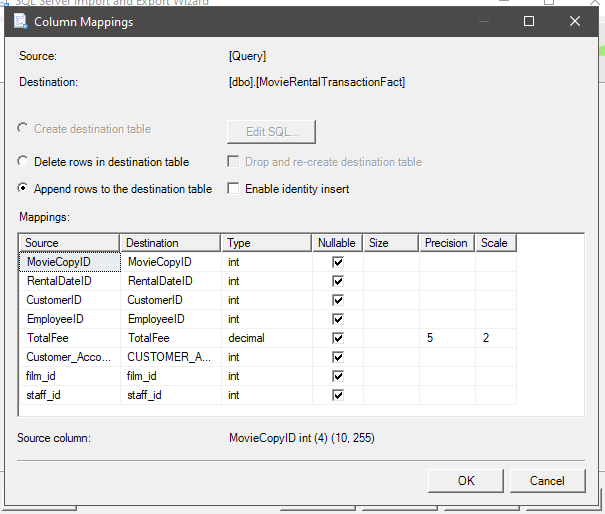 SQL Server Import and Export Wizard
Column Mappings
Source: [Query]
Destination: [dbo].[MovieRentalTransactionFact]
Create destination table Edit SQL...
Delete rows in destination table Drop and re-create destination table
Append rows to the destination table Enable identity insert
Mappings:
Source Destination Type Nullable Size Precision Scale
MovieCopyID MovieCopyID int
RentalDateID RentalDateID int
CustomerID CustomerID int
EmployeeID EmployeeID int
TotalFee TotalFee decimal 5 2
Customer_Acco... CUSTOMER_A... int
film_id film_id int
staff_id staff_id int
Source column: MovieCopyID int (4) (10, 255)
OK Cancel